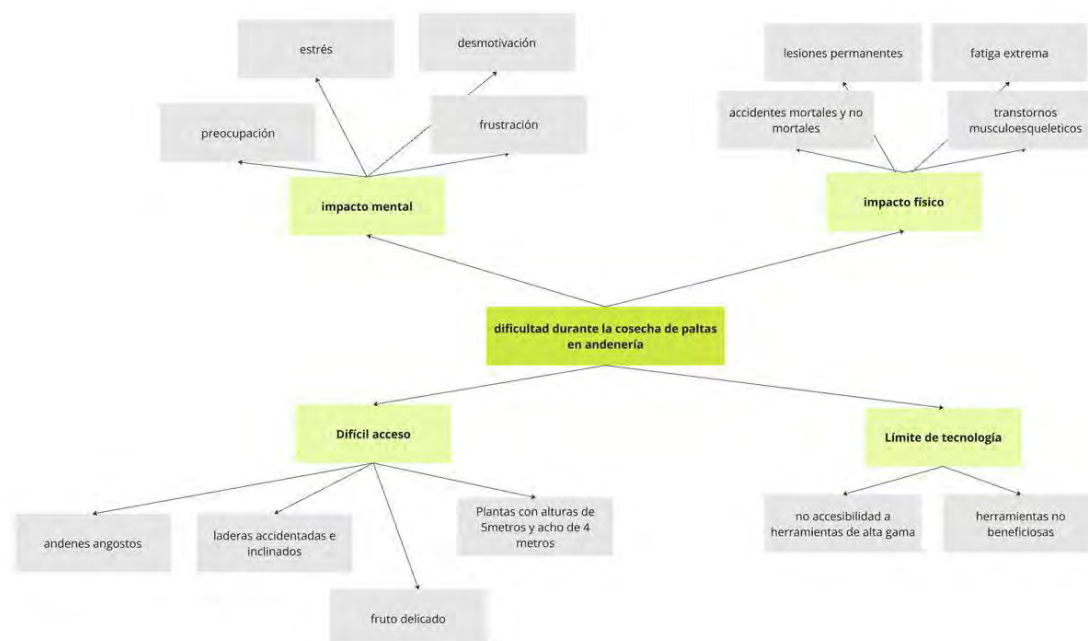 estrés
desmotivación
preocupación
frustración
impacto mental
lesiones permanentes
fatiga extrema
accidentes mortales y no
mortales
transtornos
musculoesqueleticos
impacto físico
dificultad durante la cosecha de paltas
en andenería
Difícil acceso
andenes angostos
laderas accidentadas e
inclinados
Plantas con alturas de
5metros y acho de 4
metros
fruto delicado
Límite de tecnología
no accesibilidad a
herramientas de alta gama
herramientas no
beneficiosas